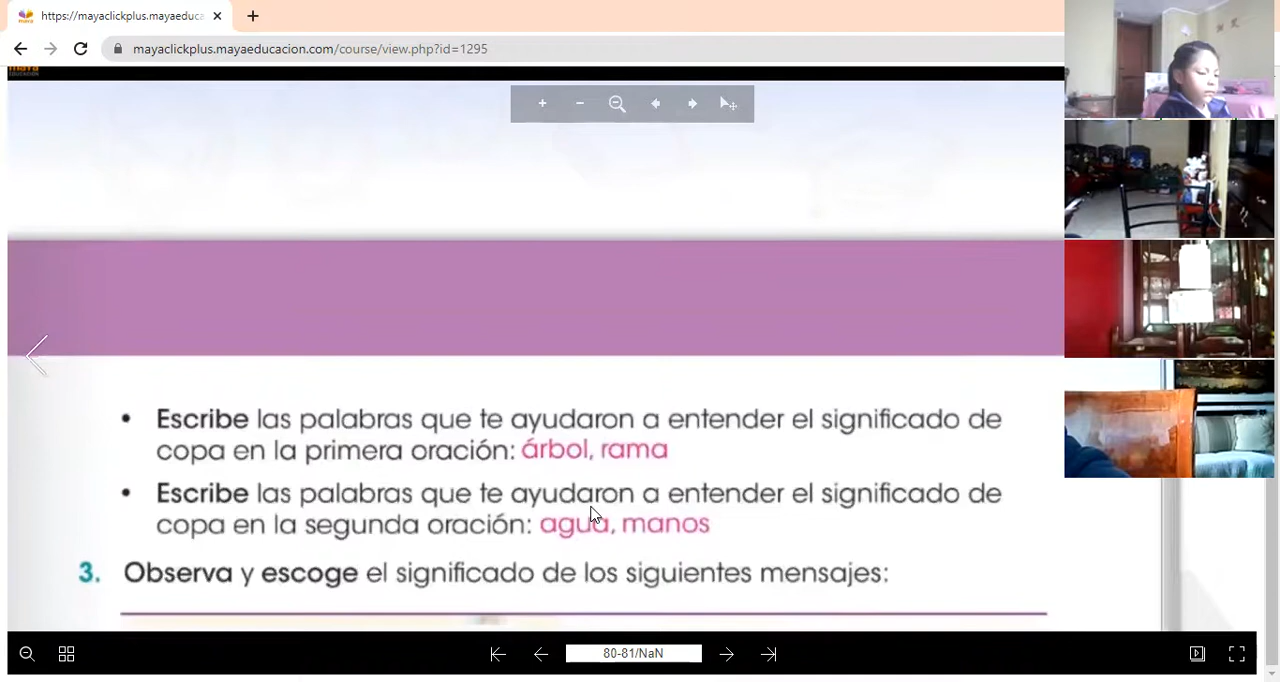 https://mayaclickplus.mayaeduca
mayaclickplus.mayaeducacion.com/course/view.php?id=1295
maya
EDUCACIÓN
• Escribe las palabras que te ayudaron a entender el significado de
copa en la primera oración: árbol, rama
• Escribe las palabras que te ayudaron a entender el significado de
copa en la segunda oración: agua, manos
3. Observa y escoge el significado de los siguientes mensajes:
80-81/NaN